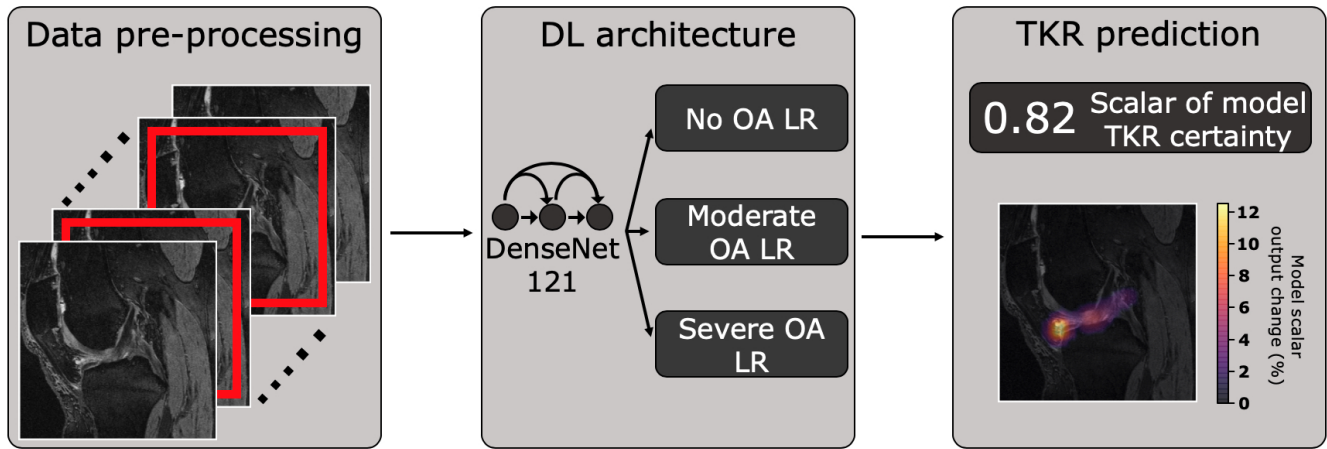 Data pre-processing
DL architecture
DenseNet
121
No OA LR
Moderate
OA LR
Severe OA
LR
TKR prediction
0.82
Scalar of model
TKR certainty
12
10
8
6
4
2
0
Model scalar
output change (%)